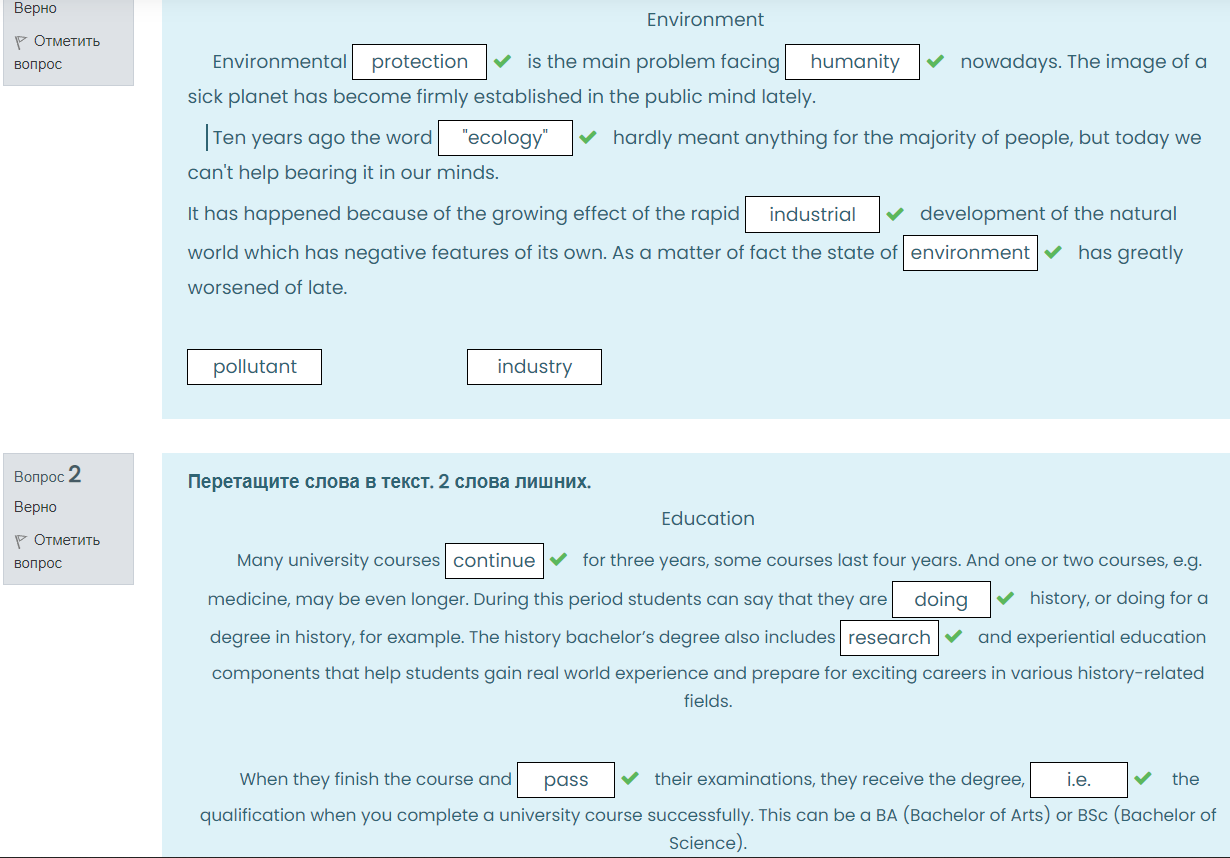 Верно
Отметить
вопрос
Environment
Environmental protection is the main problem facing humanity nowadays. The image of a
sick planet has become firmly established in the public mind lately.
Ten years ago the word "ecology" hardly meant anything for the majority of people, but today we
can't help bearing it in our minds.
It has happened because of the growing effect of the rapid industrial development of the natural
world which has negative features of its own. As a matter of fact the state of environment has greatly
worsened of late.
pollutant industry
Вопрос 2
Верно
Отметить
вопрос
Перетащите слова в текст. 2 слова лишних.
Education
Many university courses continue for three years, some courses last four years. And one or two courses, e.g.
medicine, may be even longer. During this period students can say that they are doing history, or doing for a
degree in history, for example. The history bachelor’s degree also includes research and experiential education
components that help students gain real world experience and prepare for exciting careers in various history-related
fields.
When they finish the course and pass their examinations, they receive the degree, i.e. the
qualification when you complete a university course successfully. This can be a BA (Bachelor of Arts) or BSc (Bachelor of
Science).